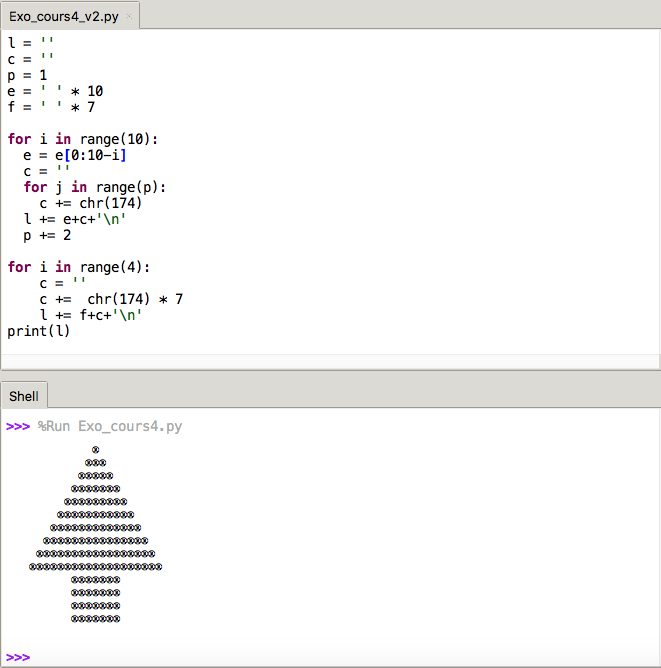 Exo_cours4_v2.py ×
l = ''
c = ''
p = 1
e = ' ' * 10
f = ' ' * 7

for i in range(10):
  e = e[0:10-i]
  c = ''
  for j in range(p):
    c += chr(174)
  l += e+c+'\n'
  p += 2

for i in range(4):
    c = ''
    c +=  chr(174) * 7
    l += f+c+'\n'
print(l)
Shell
>>> %Run Exo_cours4.py
          ®
         ®®®
        ®®®®®
       ®®®®®®®
      ®®®®®®®®®
     ®®®®®®®®®®®
    ®®®®®®®®®®®®®
   ®®®®®®®®®®®®®®®
  ®®®®®®®®®®®®®®®®®
 ®®®®®®®®®®®®®®®®®®®
       ®®®®®®®
       ®®®®®®®
       ®®®®®®®
       ®®®®®®®
>>>